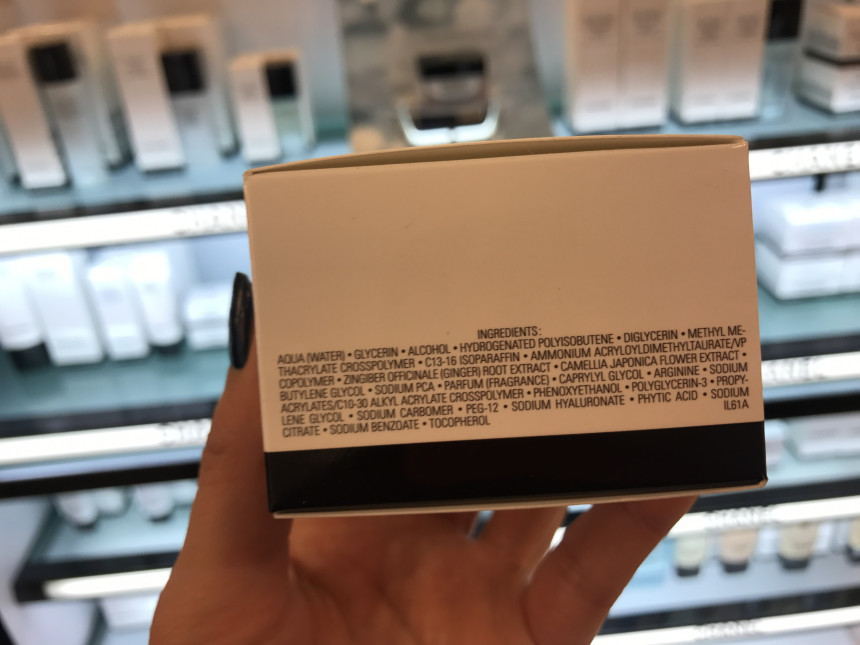 INGREDIENTS:
AQUA (WATER) • GLYCERIN • ALCOHOL • HYDROGENATED POLYISOBUTENE • DIGLYCERIN • METHYL ME-
THACRYLATE CROSSPOLYMER • C13-16 ISOPARAFFIN • AMMONIUM ACRYLOYLDIMETHYLTAURATE/VP
COPOLYMER • ZINGIBER OFFICINALE (GINGER) ROOT EXTRACT • CAMELLIA JAPONICA FLOWER EXTRACT •
BUTYLENE GLYCOL • SODIUM PCA • PARFUM (FRAGRANCE) • CAPRYLYL GLYCOL • ARGININE • SODIUM
ACRYLATES/C10-30 ALKYL ACRYLATE CROSSPOLYMER • PHENOXYETHANOL • POLYGLYCERIN-3 • PROPY-
LENE GLYCOL • SODIUM CARBOMER • PEG-12 • SODIUM HYALURONATE • PHYTIC ACID • SODIUM
CITRATE • SODIUM BENZOATE • TOCOPHEROL IL61A